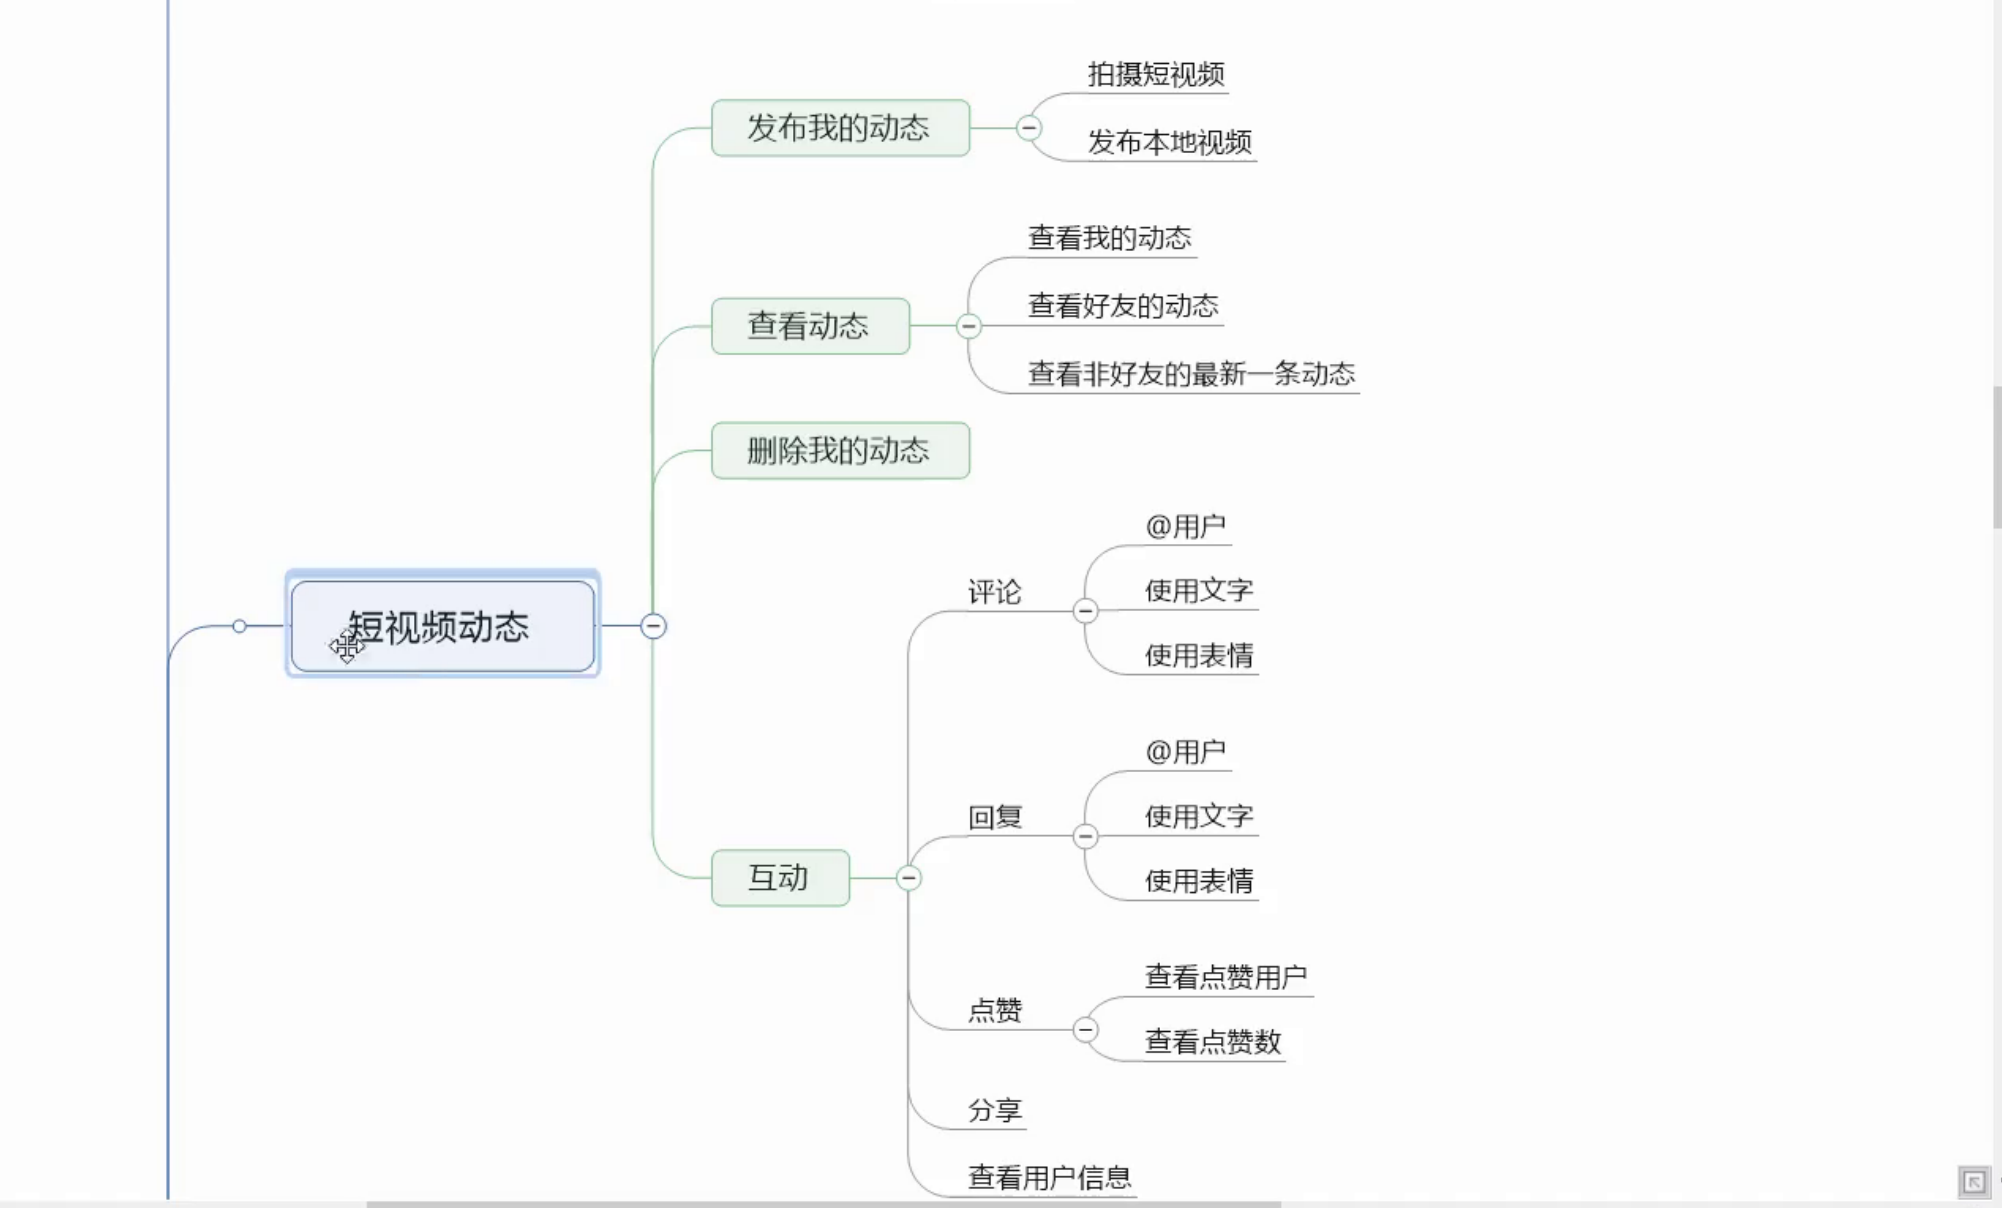 短视频动态
发布我的动态
拍摄短视频
发布本地视频
查看动态
查看我的动态
查看好友的动态
查看非好友的最新一条动态
删除我的动态
互动
评论
@用户
使用文字
使用表情
回复
@用户
使用文字
使用表情
点赞
查看点赞用户
查看点赞数
分享
查看用户信息